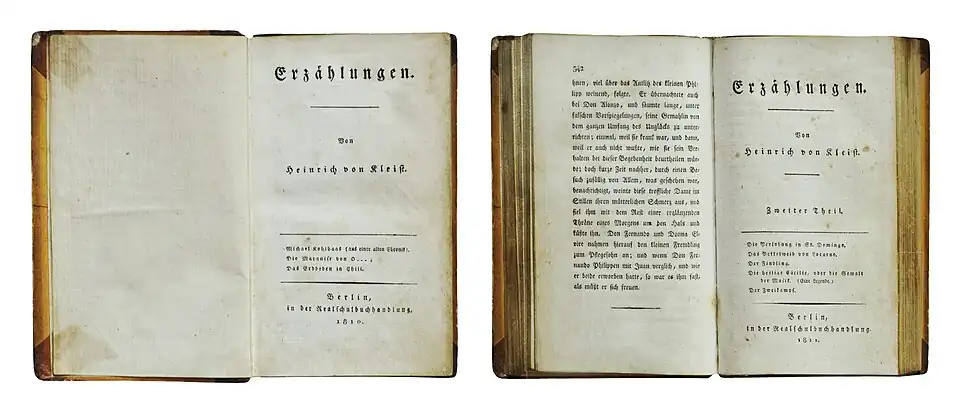 Erzählungen.
Von
Heinrich von Kleist.
Michael Kohlhaas (aus einer alten Chronik).
Die Marquise von O....
Das Erdbeben in Chili.
Berlin,
in der Realschulbuchhandlung.
1810.
342
ihnen, viel über das Antlitz des kleinen Phi-
lipp weinend, folgte. Er übernachtete auch
bei Don Alonzo, und säumte lange, unter
falschen Vorspiegelungen, seine Gemahlin von
dem ganzen Umfang des Unglücks zu unter-
richten; einmal, weil sie krank war, und dann,
weil er auch nicht wußte, wie sie sein Ver-
halten bei dieser Begebenheit beurtheilen wür-
de; doch kurze Zeit nachher, durch einen Be-
such zufällig von Allem, was geschehen war,
benachrichtigt, weinte diese treffliche Dame im
Stillen ihren mütterlichen Schmerz aus, und
fiel ihm mit dem Rest einer erglänzenden
Thräne eines Morgens um den Hals und
küßte ihn. Don Fernando und Donna El-
vire nahmen hierauf den kleinen Fremdling
zum Pflegesohn an; und wenn Don Fer-
nando Philippen mit Juan verglich, und wie
er beide erworben hatte, so war es ihm fast,
als müßt er sich freuen.
Erzählungen.
Von
Heinrich von Kleist.
Zweiter Theil.
Die Verlobung in St. Domingo.
Das Bettelweib von Locarno.
Der Findling.
Die heilige Cäcilie, oder die Gewalt
der Musik. (Eine Legende.)
Der Zweikampf.
Berlin,
in der Realschulbuchhandlung.
1811.